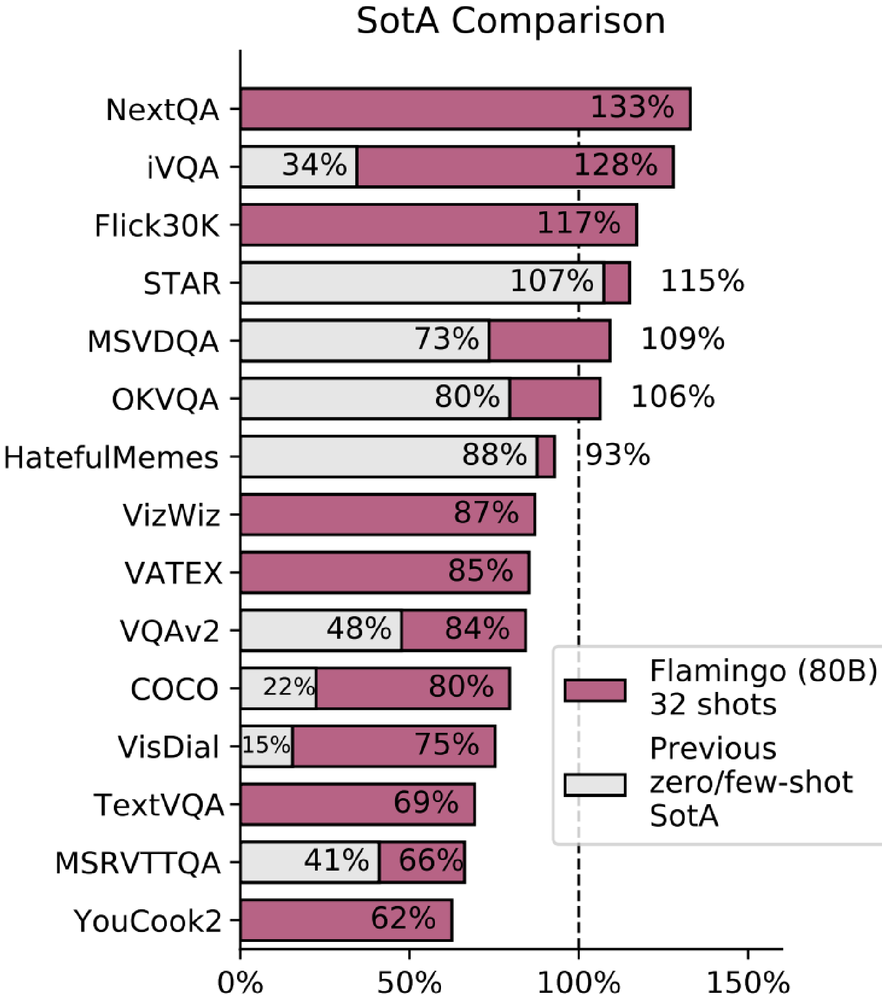 SotA Comparison
NextQA 133%
iVQA 34% 128%
Flick30K 117%
STAR 107% 115%
MSVDQA 73% 109%
OKVQA 80% 106%
HatefulMemes 88% 93%
VizWiz 87%
VATEX 85%
VQAv2 48% 84%
COCO 22% 80%
VisDial 15% 75%
TextVQA 69%
MSRVTTQA 41% 66%
YouCook2 62%
0% 50% 100% 150%
Flamingo (80B)
32 shots
Previous
zero/few-shot
SotA